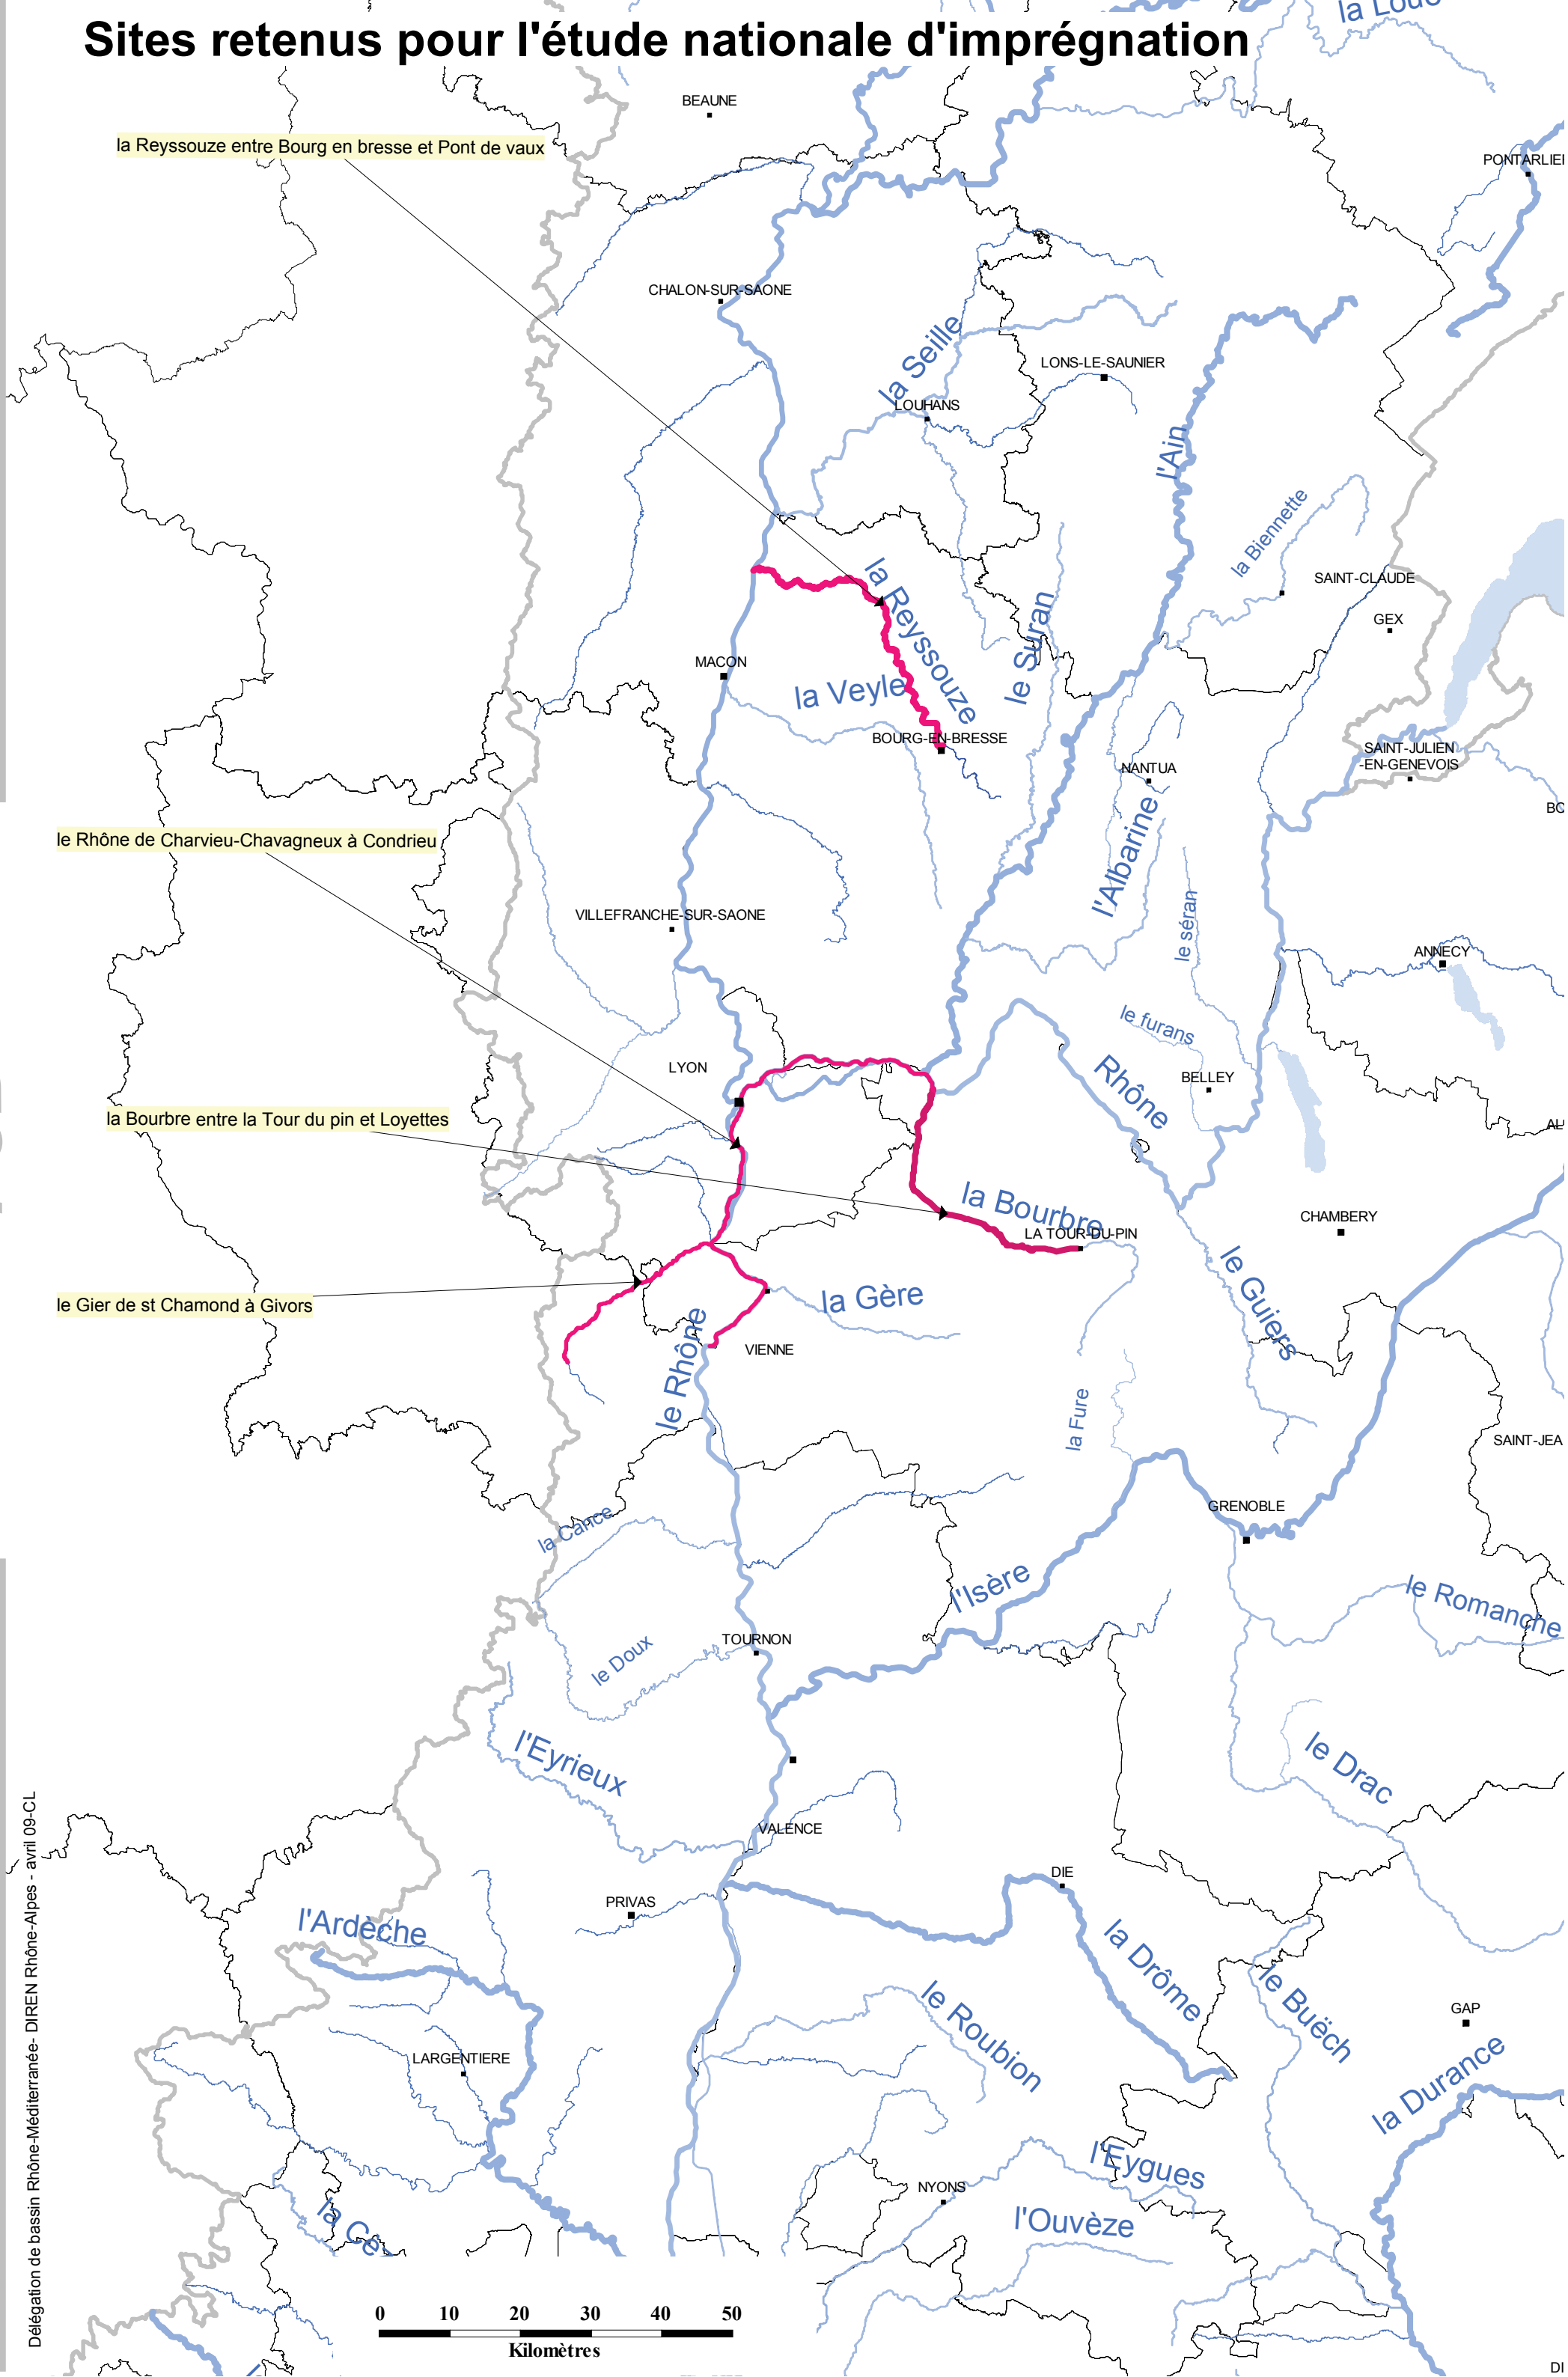 la Loue
Sites retenus pour l'étude nationale d'imprégnation
BEAUNE
la Reyssouze entre Bourg en bresse et Pont de vaux
PONTARLIE
CHALON-SUR-SAONE
la Seille
LONS-LE-SAUNIER
LOUHANS
l'Ain
la Biennette
la Reyssouze
SAINT-CLAUDE
le Suran
GEX
MACON
la Veyle
BOURG-EN-BRESSE
SAINT-JULIEN
-EN-GENEVOIS
NANTUA
BO
l'Albarine
le Rhône de Charvieu-Chavagneux à Condrieu
VILLEFRANCHE-SUR-SAONE
le séran
ANNECY
le furans
LYON
Rhône
BELLEY
la Bourbre entre la Tour du pin et Loyettes
la Bourbre
CHAMBERY
LA TOUR-DU-PIN
le Guiers
la Gère
le Gier de st Chamond à Givors
VIENNE
le Rhône
la Fure
SAINT-JEA
GRENOBLE
la Cance
l'Isère
le Romanche
TOURNON
le Doux
l'Eyrieux
le Drac
VALENCE
DIE
PRIVAS
l'Ardèche
la Drôme
le Buëch
le Roubion
GAP
LARGENTIERE
la Durance
l'Eygues
NYONS
l'Ouvèze
la Cè
0 10 20 30 40 50
Kilomètres
DI
Délégation de bassin Rhône-Méditerranée- DIREN Rhône-Alpes - avril 09-CL